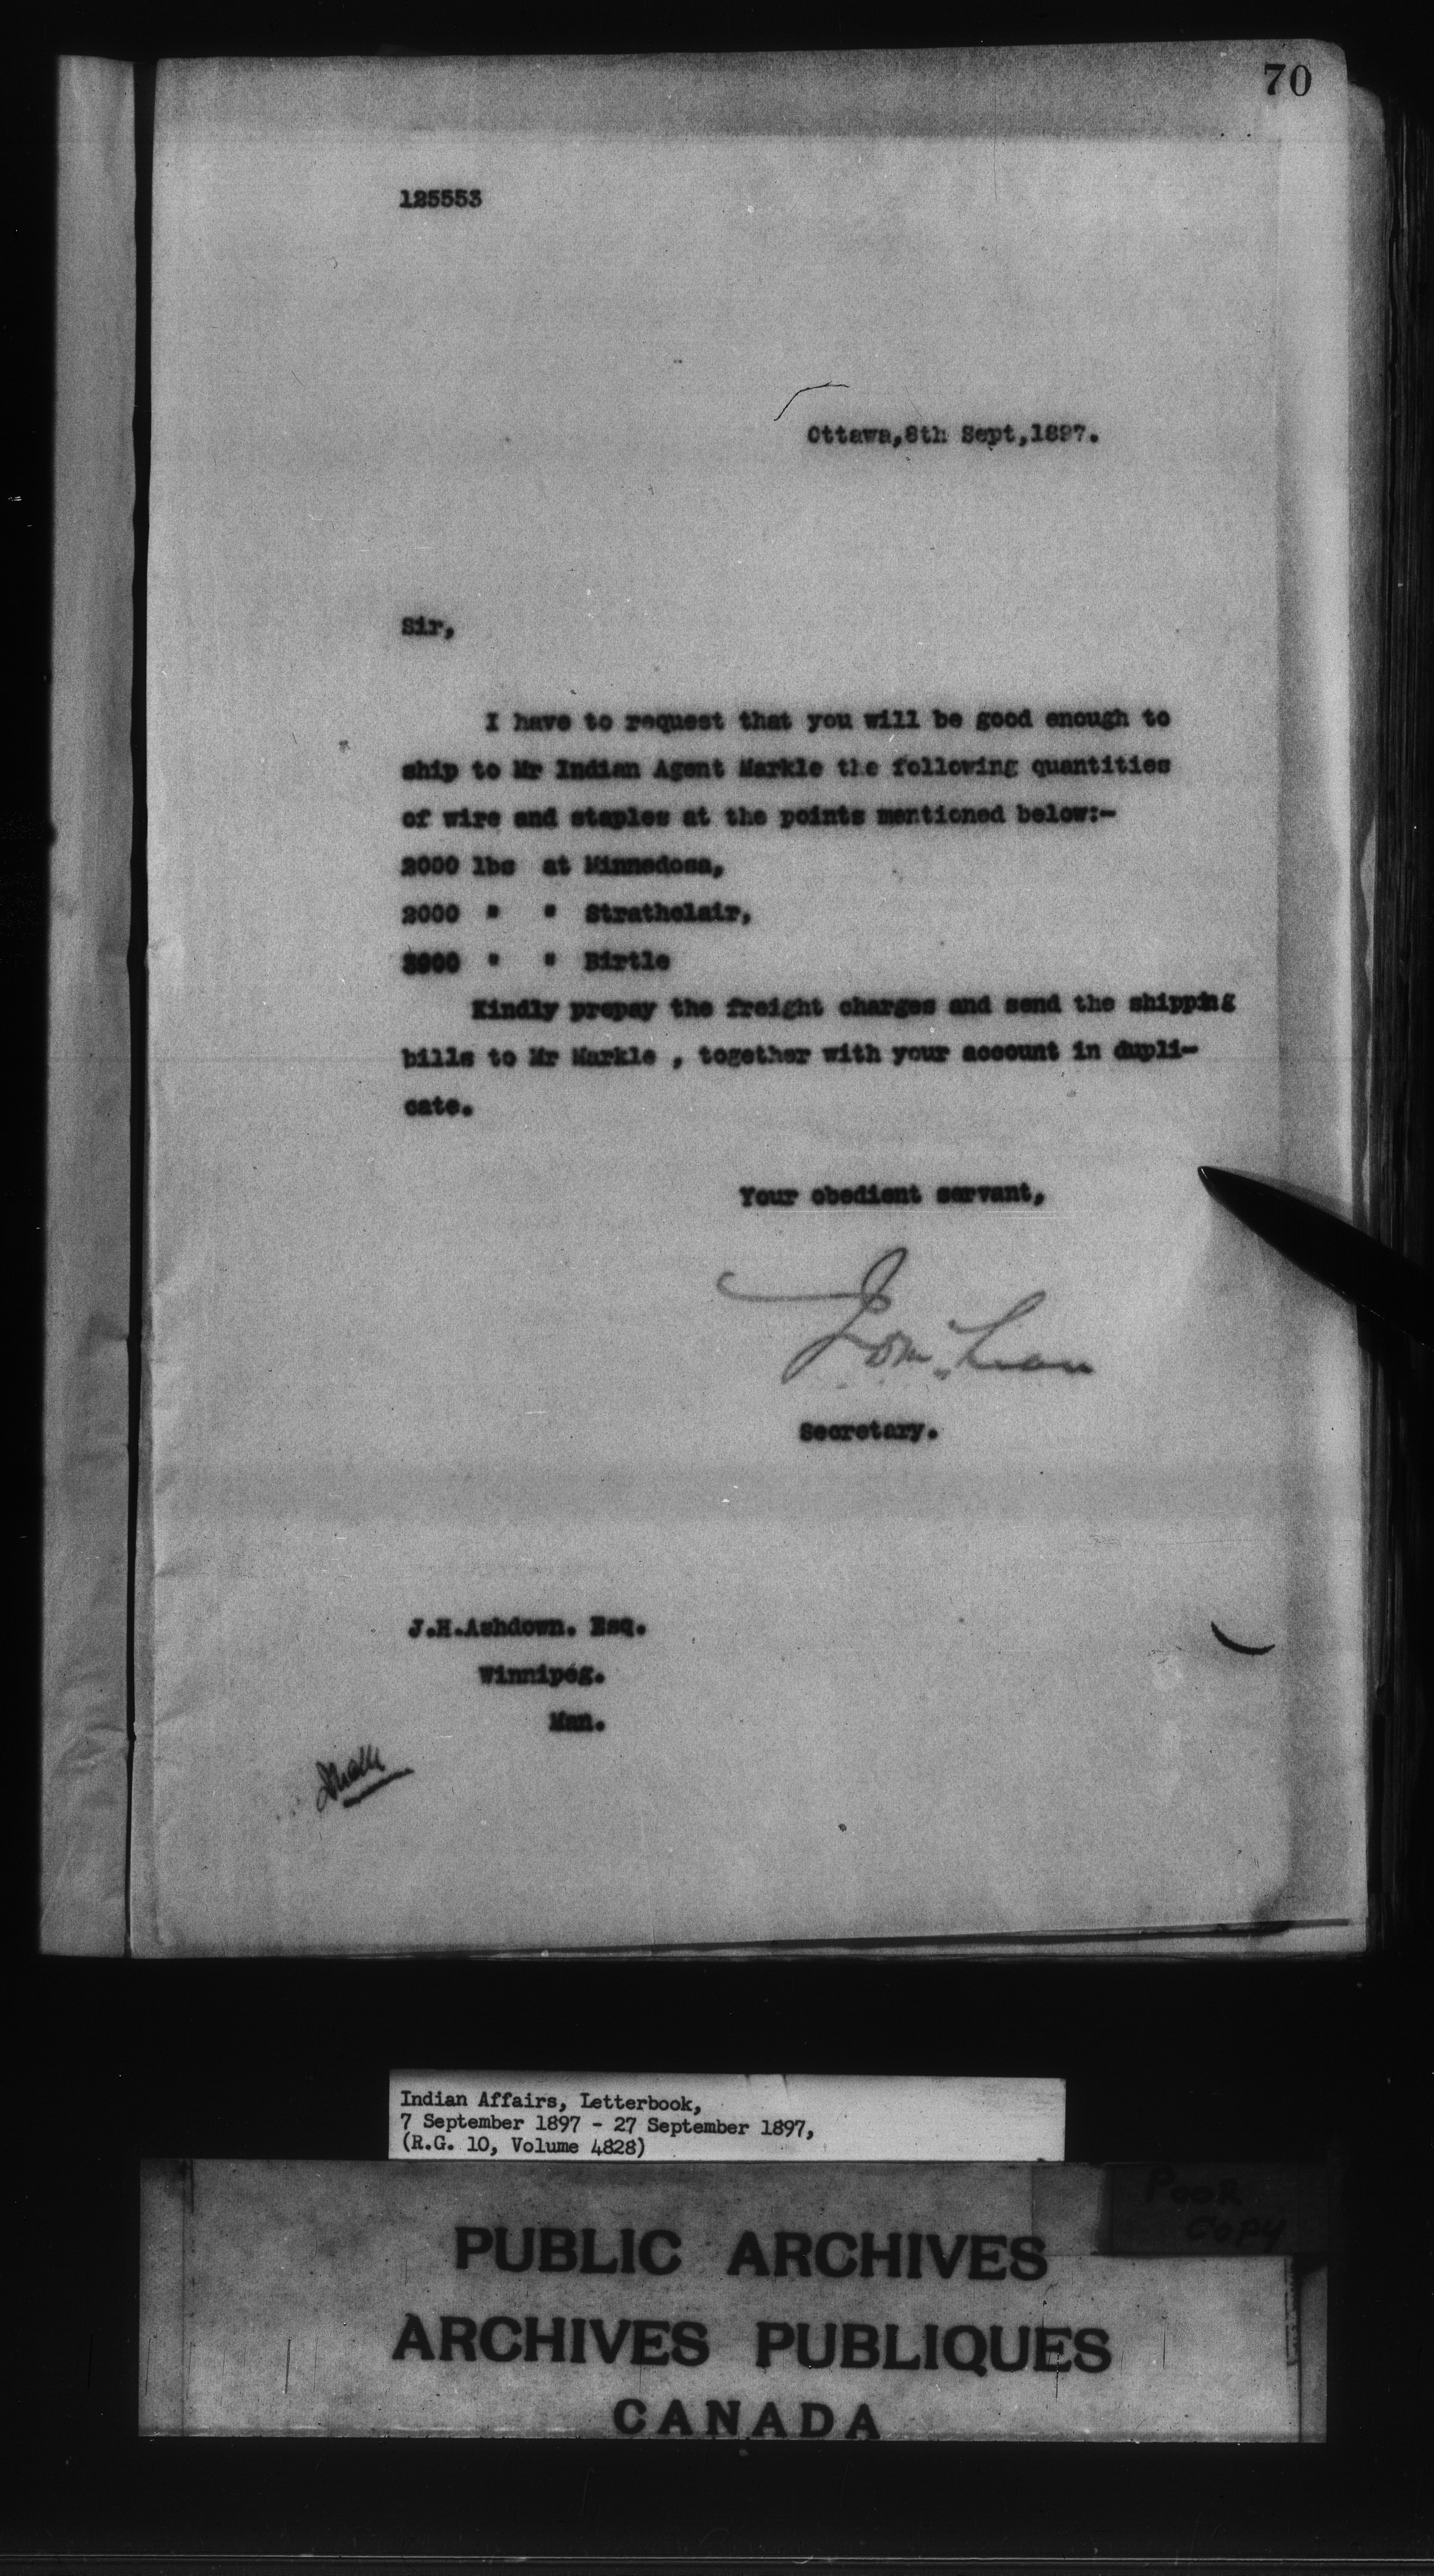 70
125553
Ottawa,8th Sept,1897.
Sir,
I have to request that you will be good enough to
ship to Mr Indian Agent Markle the following quantities
of wire and staples at the points mentioned below:-
2000 lbs at Minnedosa,
2000 " " Strathclair,
" " Birtle
Kindly prepay the freight charges and send the shipping
bills to Mr Markle , together with your account in dupli-
cate.
Your obedient servant,
Secretary.
J.H.Ashdown. Esq.
Winnipeg.
Man.
Indian Affairs, Letterbook,
7 September 1897 - 27 September 1897,
(R.G. 10, Volume 4828)
POOR
COPY
PUBLIC ARCHIVES
ARCHIVES PUBLIQUES
CANADA